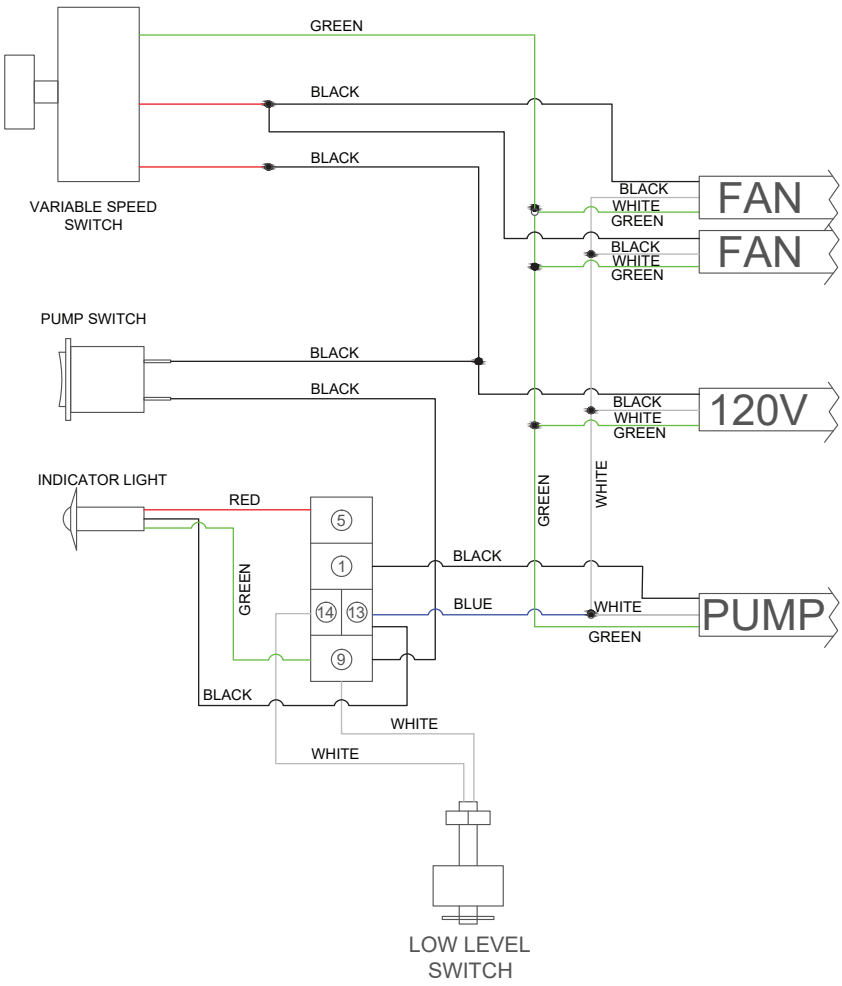 GREEN
BLACK
BLACK
VARIABLE SPEED
SWITCH
BLACK
WHITE
GREEN
FAN
BLACK
WHITE
GREEN
FAN
PUMP SWITCH
BLACK
BLACK
BLACK
WHITE
GREEN
120V
INDICATOR LIGHT
RED
GREEN
WHITE
5
1
BLACK
GREEN
14
13
BLUE
WHITE
GREEN
PUMP
9
BLACK
WHITE
WHITE
LOW LEVEL
SWITCH